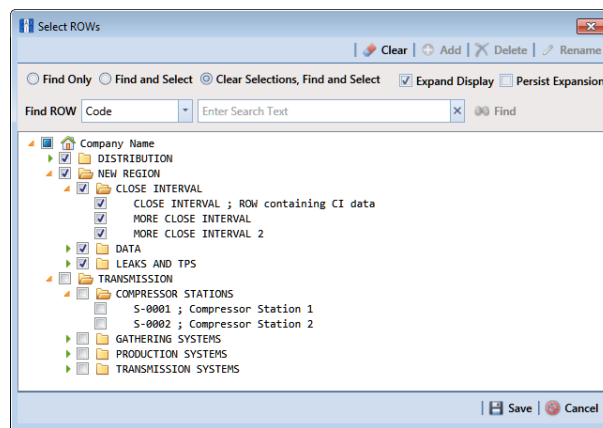 Select ROWs
Clear Add Delete Rename
Find Only Find and Select Clear Selections, Find and Select Expand Display Persist Expansion
Find ROW Code Enter Search Text Find
Company Name
DISTRIBUTION
NEW REGION
CLOSE INTERVAL
CLOSE INTERVAL ; ROW containing CI data
MORE CLOSE INTERVAL
MORE CLOSE INTERVAL 2
DATA
LEAKS AND TPS
TRANSMISSION
COMPRESSOR STATIONS
S-0001 ; Compressor Station 1
S-0002 ; Compressor Station 2
GATHERING SYSTEMS
PRODUCTION SYSTEMS
TRANSMISSION SYSTEMS
Save Cancel